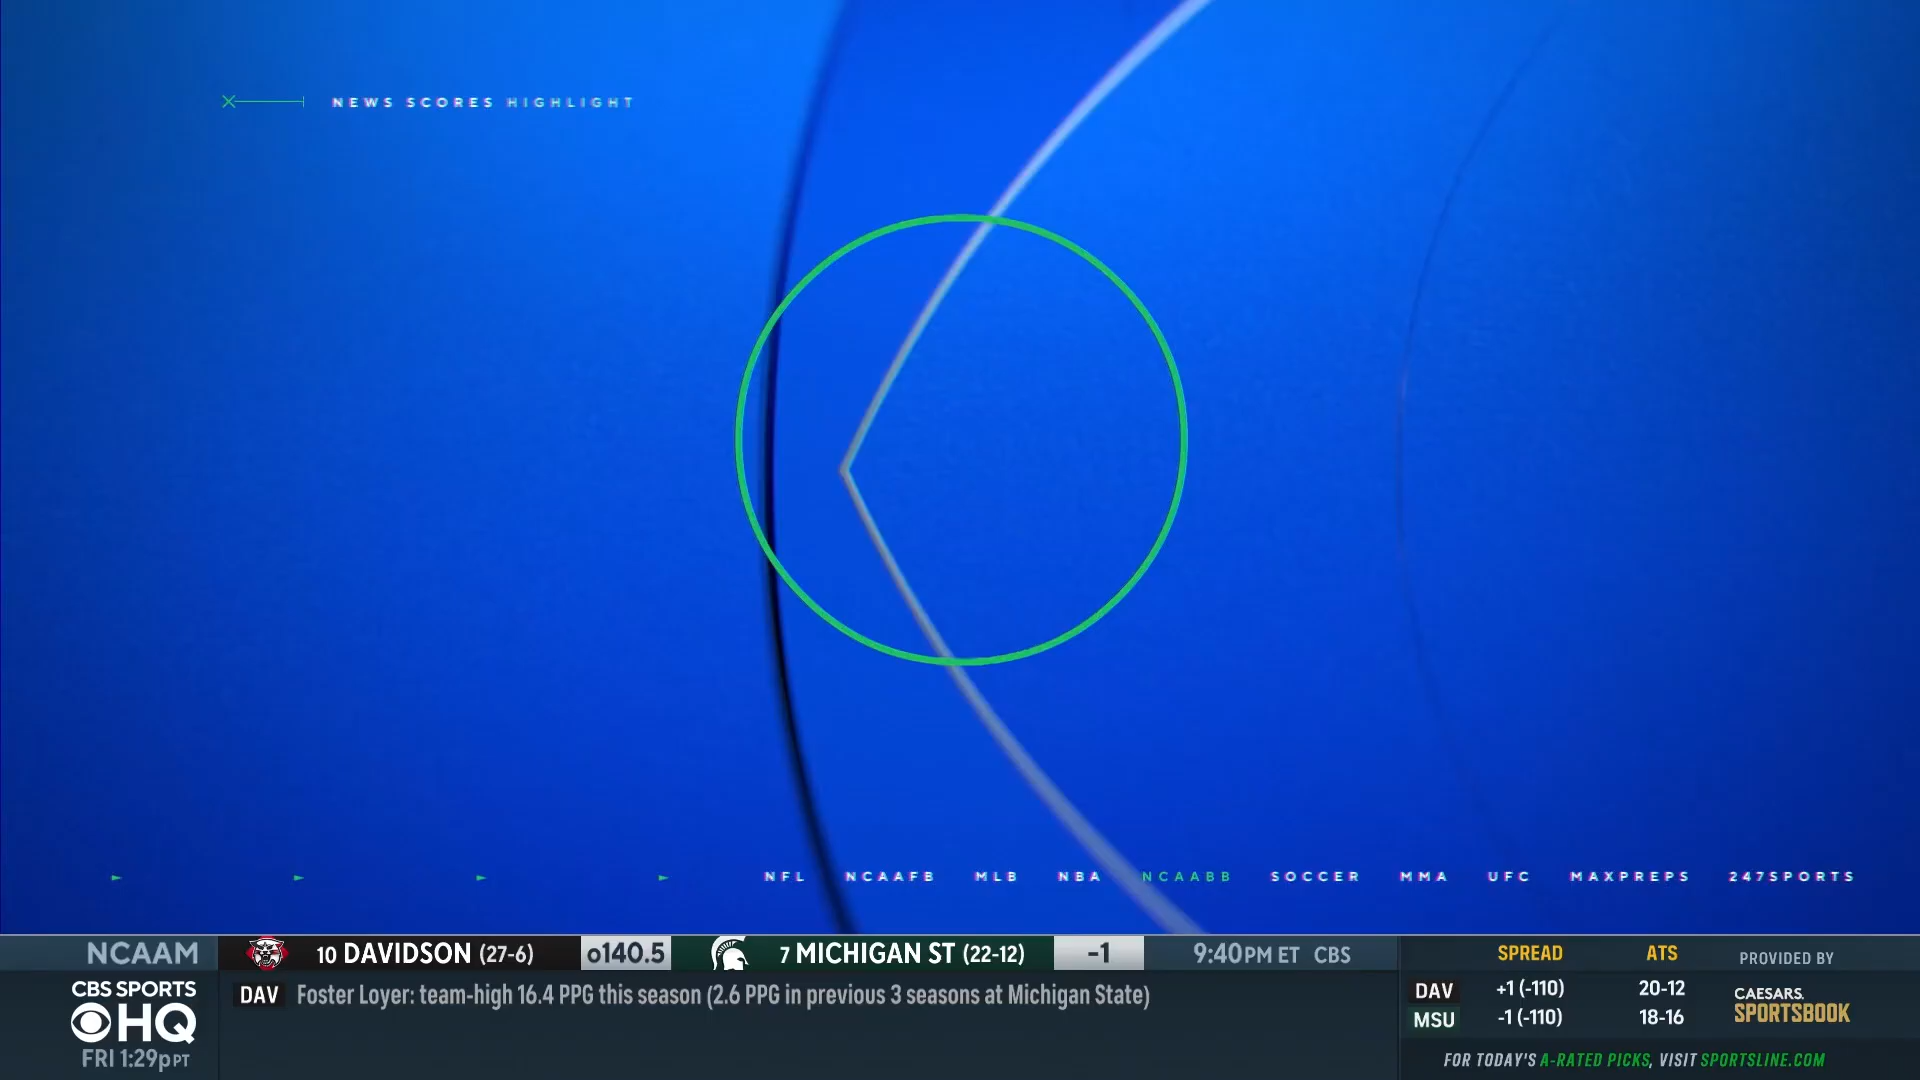 NEWS SCORES HIGHLIGHT
NFL NCAAFB MLB NBA NCAABB SOCCER MMA UFC MAXPREPS 247SPORTS
NCAAM 10 DAVIDSON (27-6) o140.5 7 MICHIGAN ST (22-12) -1 9:40PM ET CBS
DAV Foster Loyer: team-high 16.4 PPG this season (2.6 PPG in previous 3 seasons at Michigan State)
CBS SPORTS
HQ
FRI 1:29pPT
SPREAD ATS PROVIDED BY
DAV +1 (-110) 20-12
MSU -1 (-110) 18-16
CAESARS
SPORTSBOOK
FOR TODAY'S A-RATED PICKS, VISIT SPORTSLINE.COM